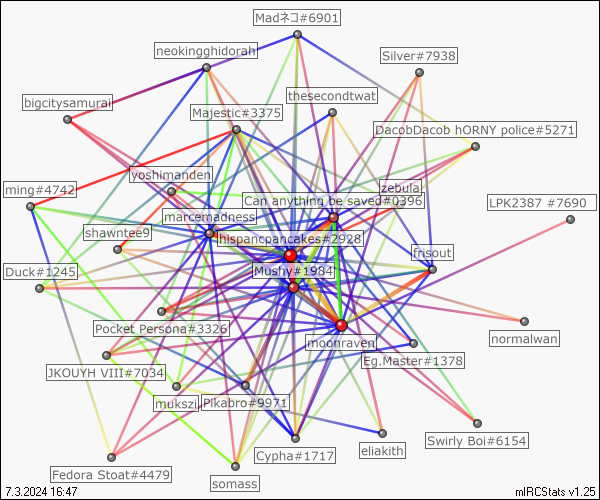 Madネコ#6901
neokingghidorah
Silver#7938
thesecondtwat
bigcitysamurai
Majestic#3375
DacobDacob hORNY police#5271
yoshimanden
zebula
ming#4742
Can anything be saved#0396
LPK2387 #7690
marcemadness
shawntee9
hispancpancakes#2928
frisout
Duck#1245
Mushy#1984
Pocket Persona#3326
moonraven
normalwan
Eg.Master#1378
JKOUYH VIII#7034
mukszi
Pikabro#9971
Swirly Boi#6154
eliakith
Cypha#1717
Fedora Stoat#4479
somass
7.3.2024 16:47
mIRCStats v1.25